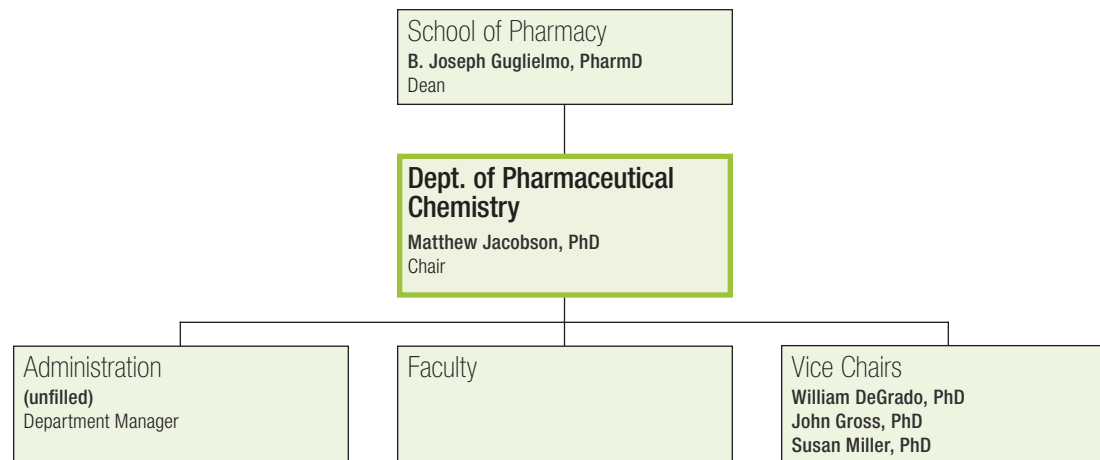 School of Pharmacy
B. Joseph Guglielmo, PharmD
Dean
Dept. of Pharmaceutical
Chemistry
Matthew Jacobson, PhD
Chair
Administration
(unfilled)
Department Manager
Faculty
Vice Chairs
William DeGrado, PhD
John Gross, PhD
Susan Miller, PhD